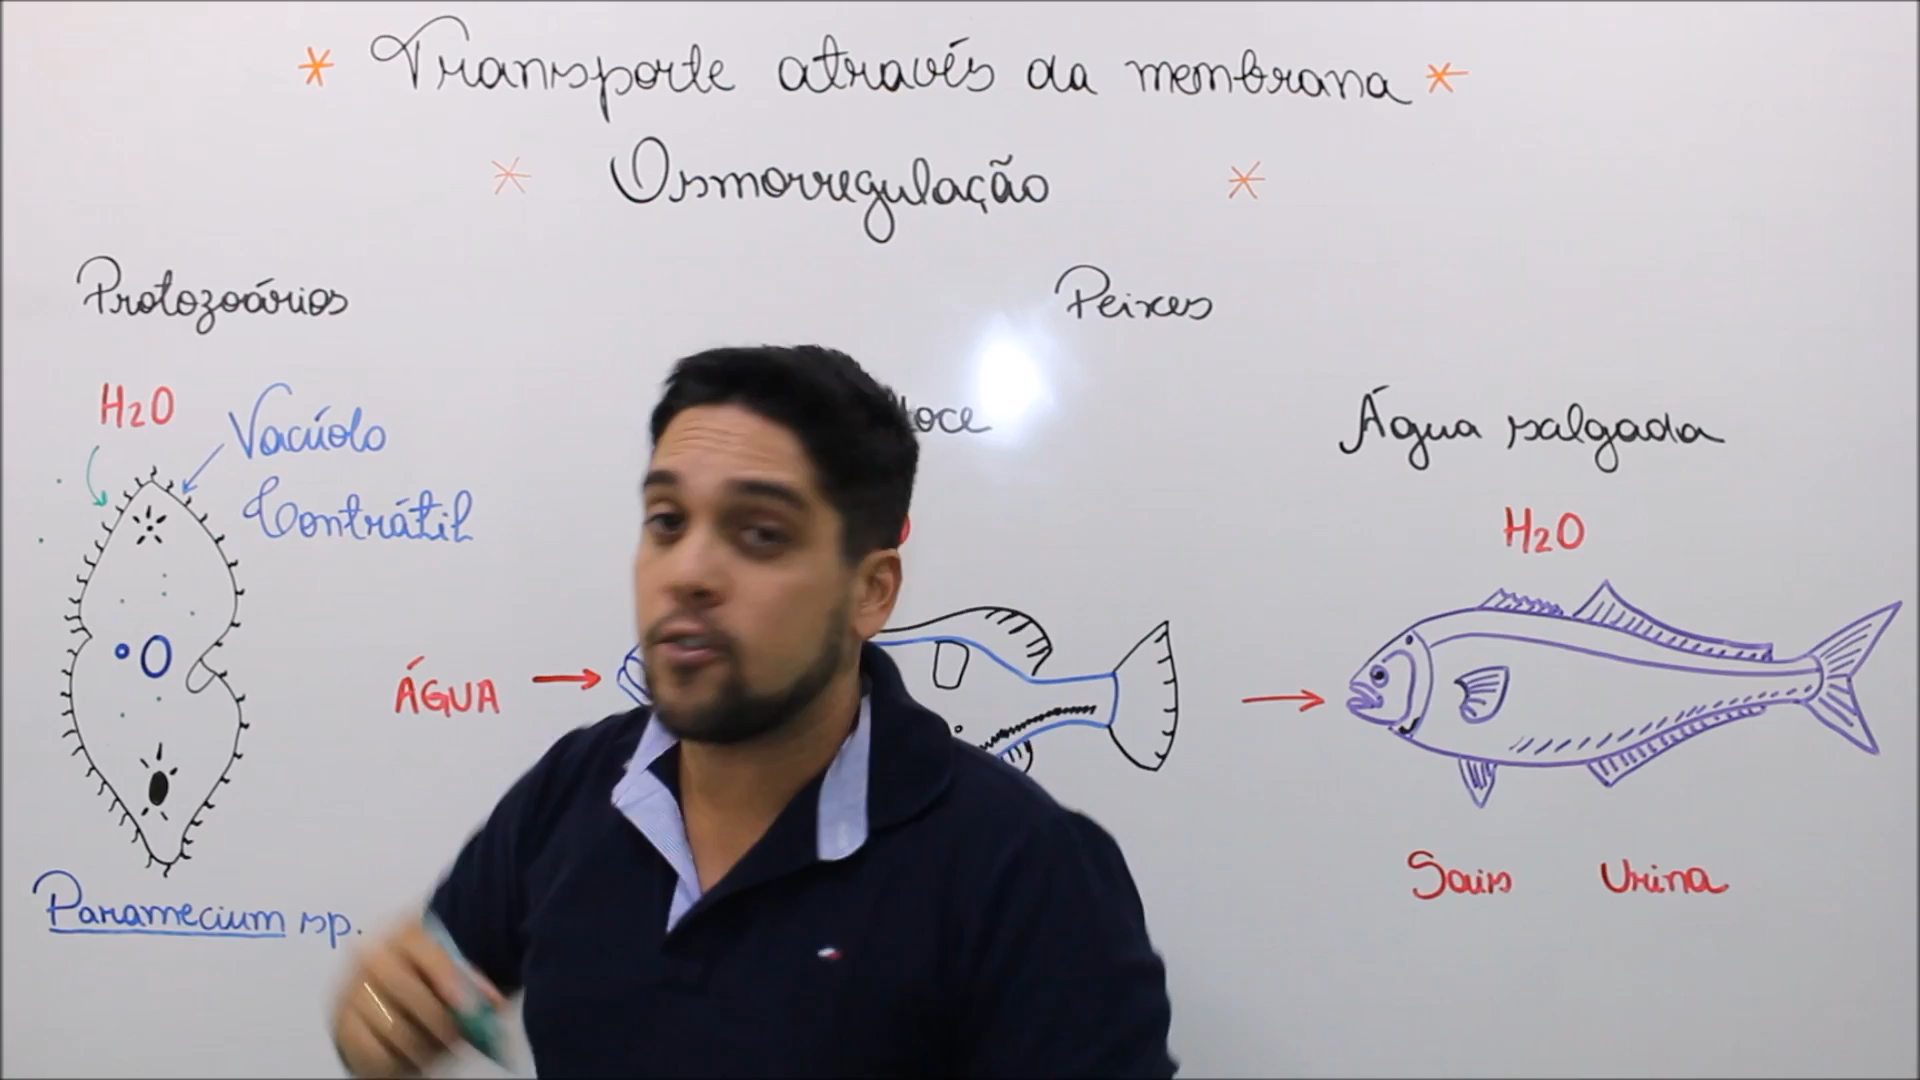 * Transporte através da membrana *
* Osmorregulação *
Protozoários
Peixes
H2O
Vacúolo
Contrátil
Água salgada
H2O
ÁGUA
Sais Urina
Paramecium sp.